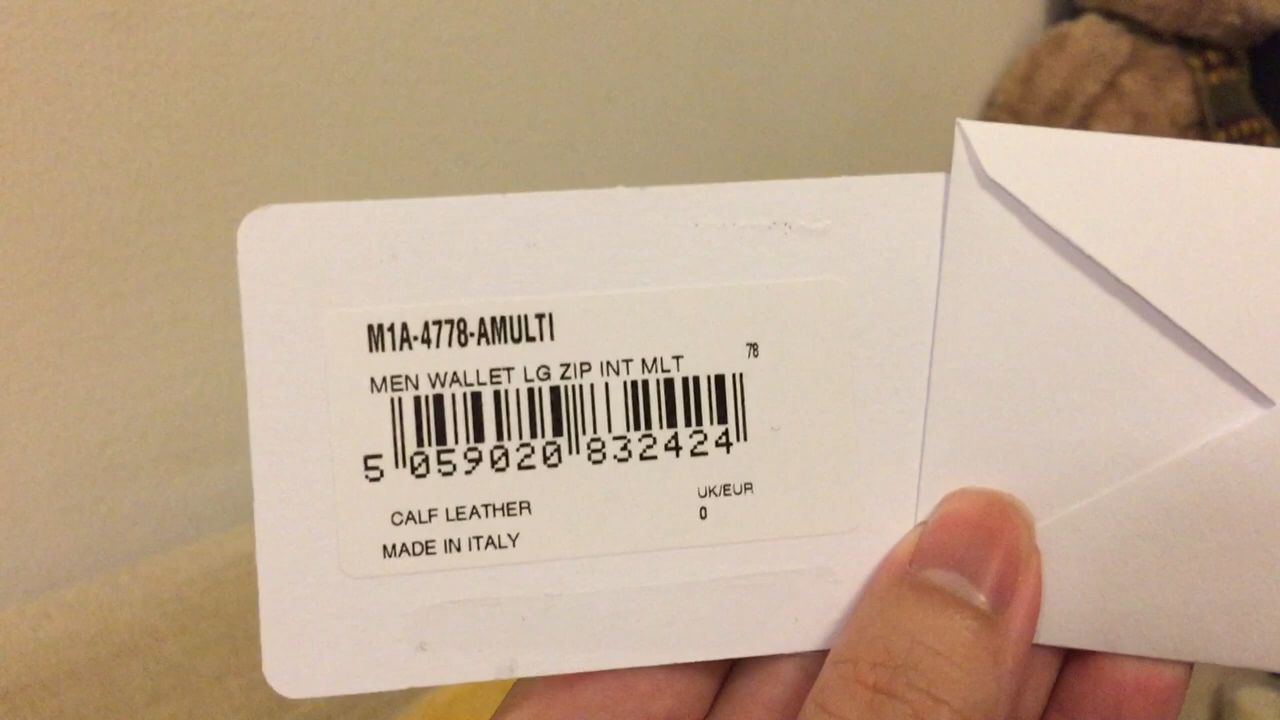 M1A-4778-AMULTI
MEN WALLET LG ZIP INT MLT 78
5 059020 832424
CALF LEATHER UK/EUR
0
MADE IN ITALY